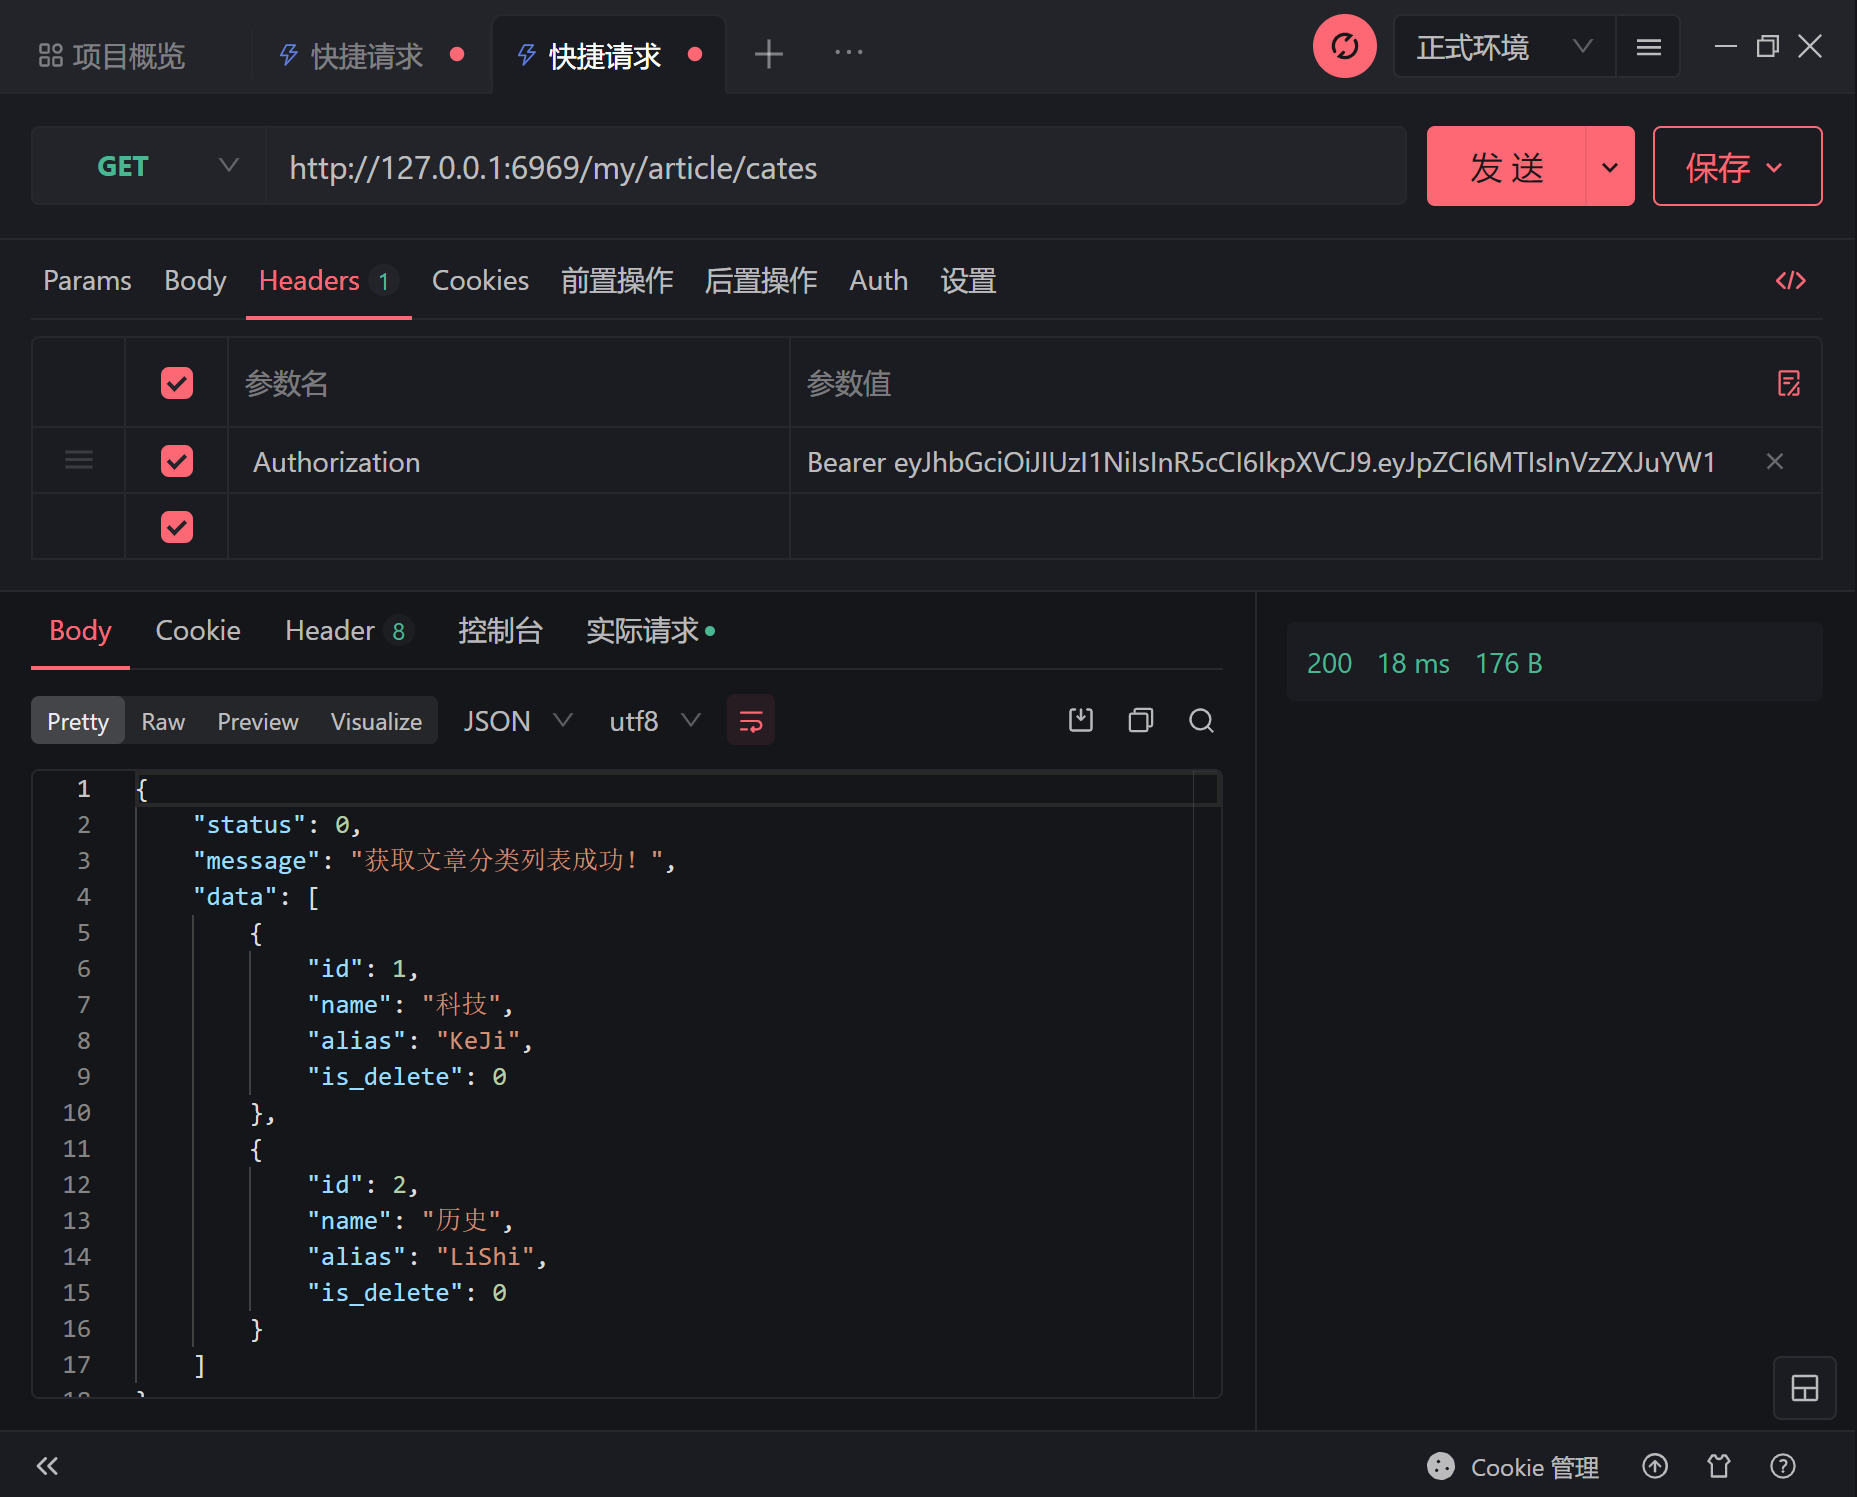 项目概览
快捷请求
快捷请求
正式环境
GET
http://127.0.0.1:6969/my/article/cates
发 送
保存
Params Body Headers 1 Cookies 前置操作 后置操作 Auth 设置
参数名 参数值
Authorization Bearer eyJhbGciOiJIUzI1NiIsInR5cCI6IkpXVCJ9.eyJpZCI6MTIsInVzZXJuYW1
Body Cookie Header 8 控制台 实际请求
200 18 ms 176 B
Pretty Raw Preview Visualize JSON utf8
1 {
2 "status": 0,
3 "message": "获取文章分类列表成功！",
4 "data": [
5 {
6 "id": 1,
7 "name": "科技",
8 "alias": "KeJi",
9 "is_delete": 0
10 },
11 {
12 "id": 2,
13 "name": "历史",
14 "alias": "LiShi",
15 "is_delete": 0
16 }
17 ]
18 }
Cookie 管理